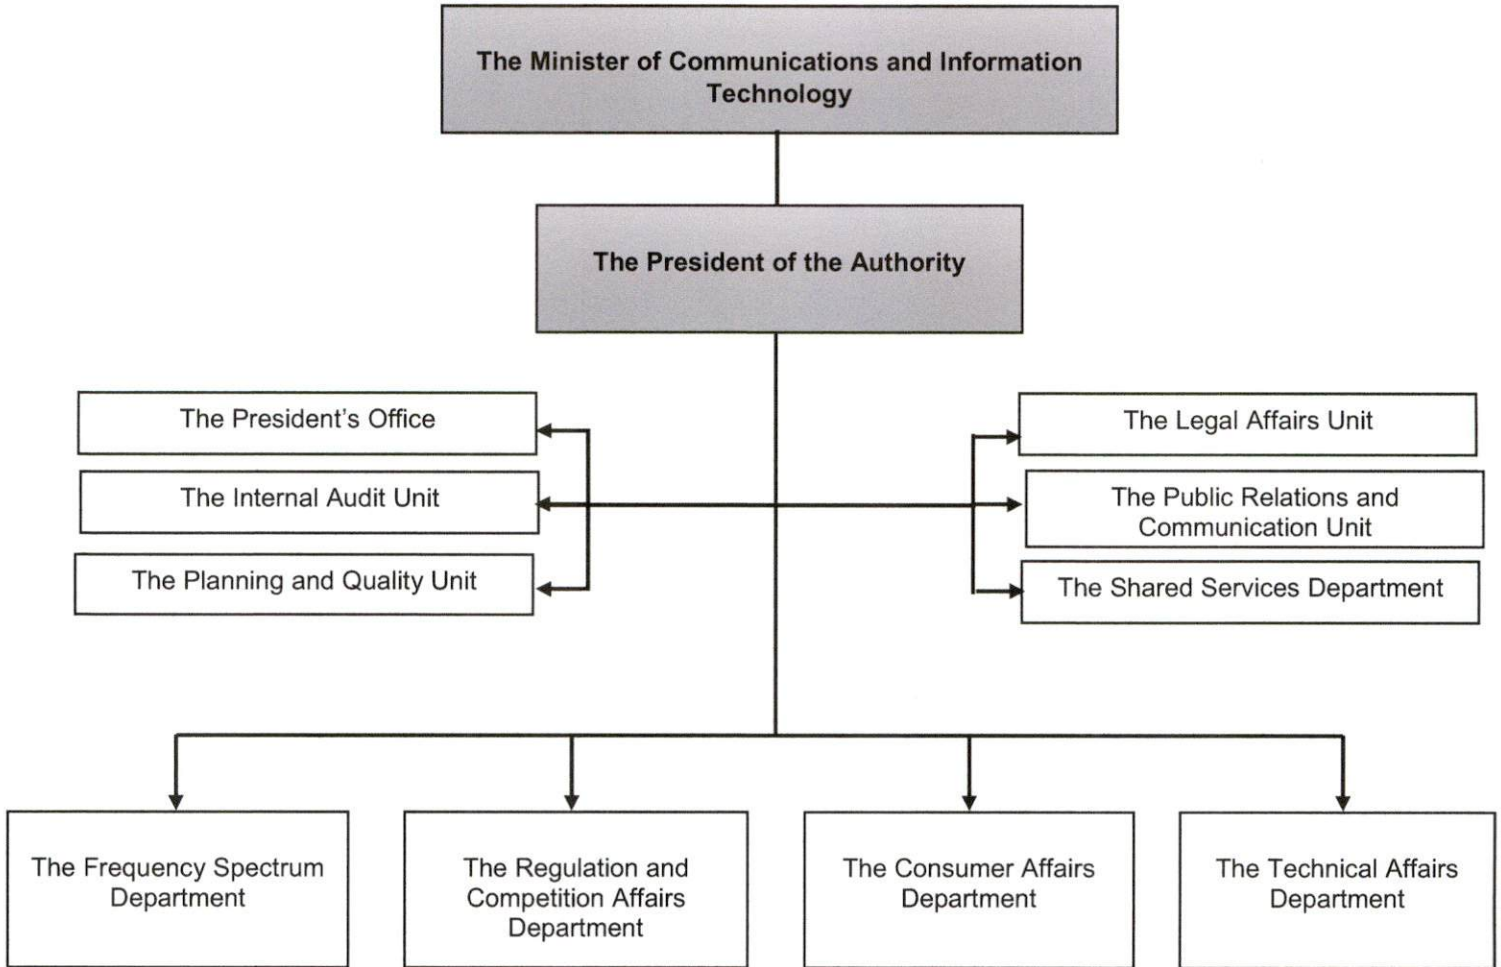 The Minister of Communications and Information
Technology
The President of the Authority
The President's Office
The Legal Affairs Unit
The Internal Audit Unit
The Public Relations and
Communication Unit
The Planning and Quality Unit
The Shared Services Department
The Frequency Spectrum
Department
The Regulation and
Competition Affairs
Department
The Consumer Affairs
Department
The Technical Affairs
Department